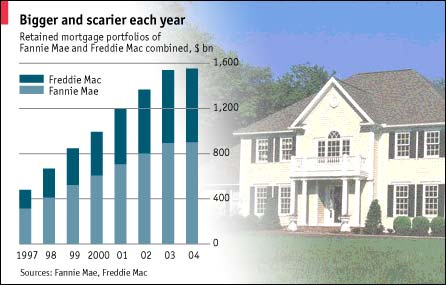 Bigger and scarier each year
Retained mortgage portfolios of
Fannie Mae and Freddie Mac combined, $ bn
1,600
Freddie Mac
Fannie Mae
1,200
800
400
0
1997 98 99 2000 01 02 03 04
Sources: Fannie Mae, Freddie Mac